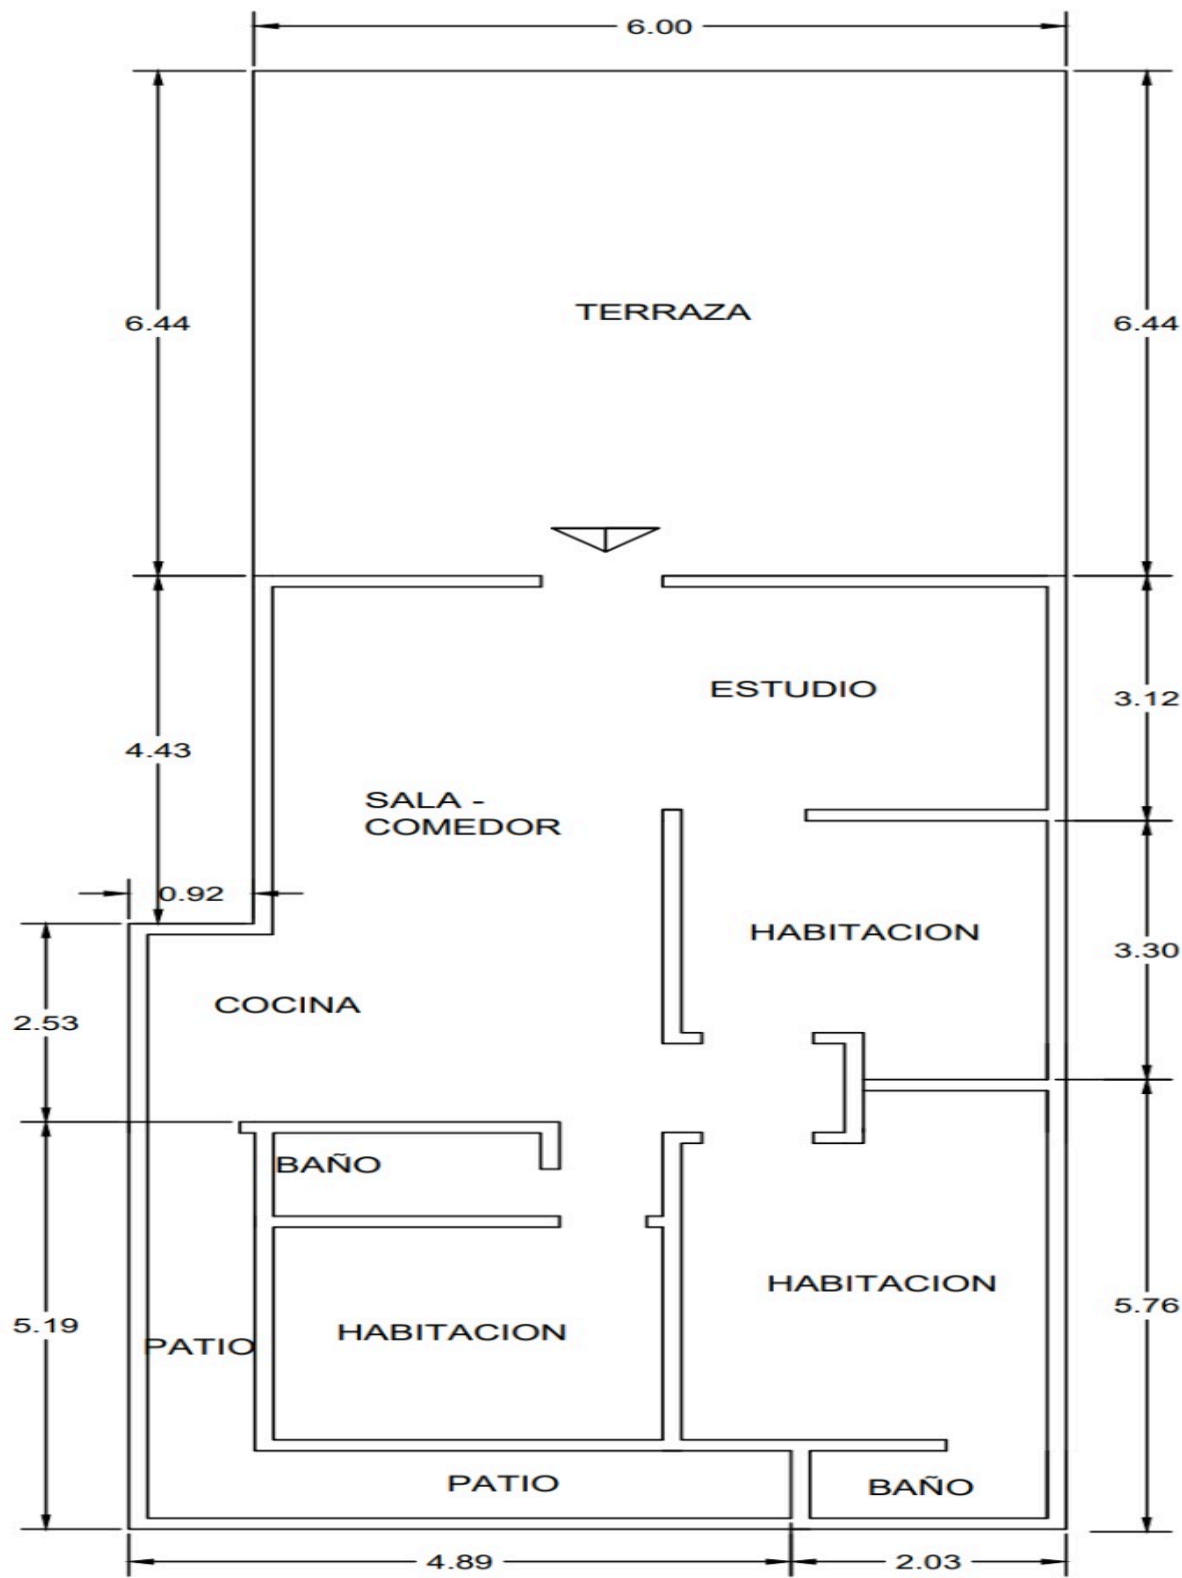 6.00
6.44
TERRAZA
6.44
ESTUDIO
3.12
4.43
SALA -
COMEDOR
0.92
HABITACION
3.30
COCINA
2.53
BAÑO
HABITACION
5.76
5.19
HABITACION
PATIO
PATIO
BAÑO
4.89
2.03